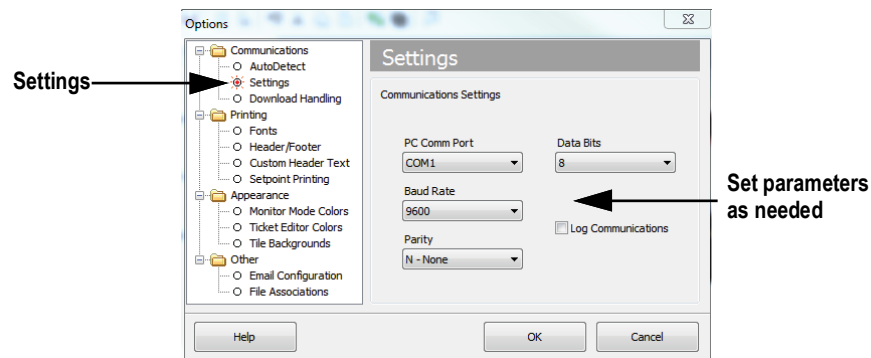 Options
Communications
AutoDetect
Settings
Download Handling
Printing
Fonts
Header/Footer
Custom Header Text
Setpoint Printing
Appearance
Monitor Mode Colors
Ticket Editor Colors
Tile Backgrounds
Other
Email Configuration
File Associations
Settings
Settings
Communications Settings
PC Comm Port
COM1
Data Bits
8
Baud Rate
9600
Log Communications
Parity
N - None
Set parameters
as needed
Help
OK
Cancel